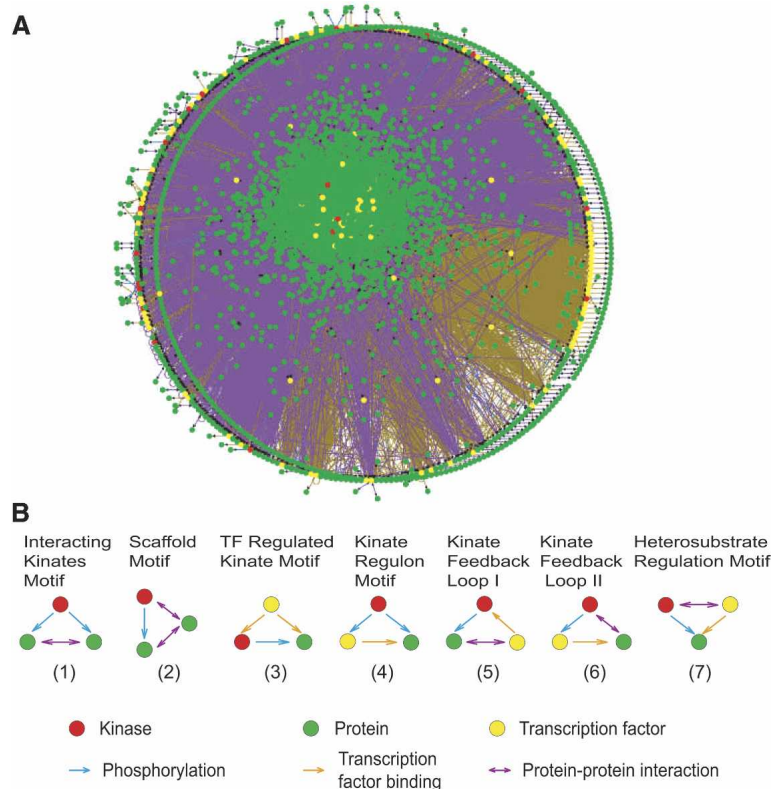 A
B
Interacting
Kinates
Motif
Scaffold
Motif
TF Regulated
Kinate Motif
Kinate
Regulon
Motif
Kinate
Feedback
Loop I
Kinate
Feedback
Loop II
Heterosubstrate
Regulation Motif
(1)
(2)
(3)
(4)
(5)
(6)
(7)
Kinase
Protein
Transcription factor
Phosphorylation
Transcription
factor binding
Protein-protein interaction